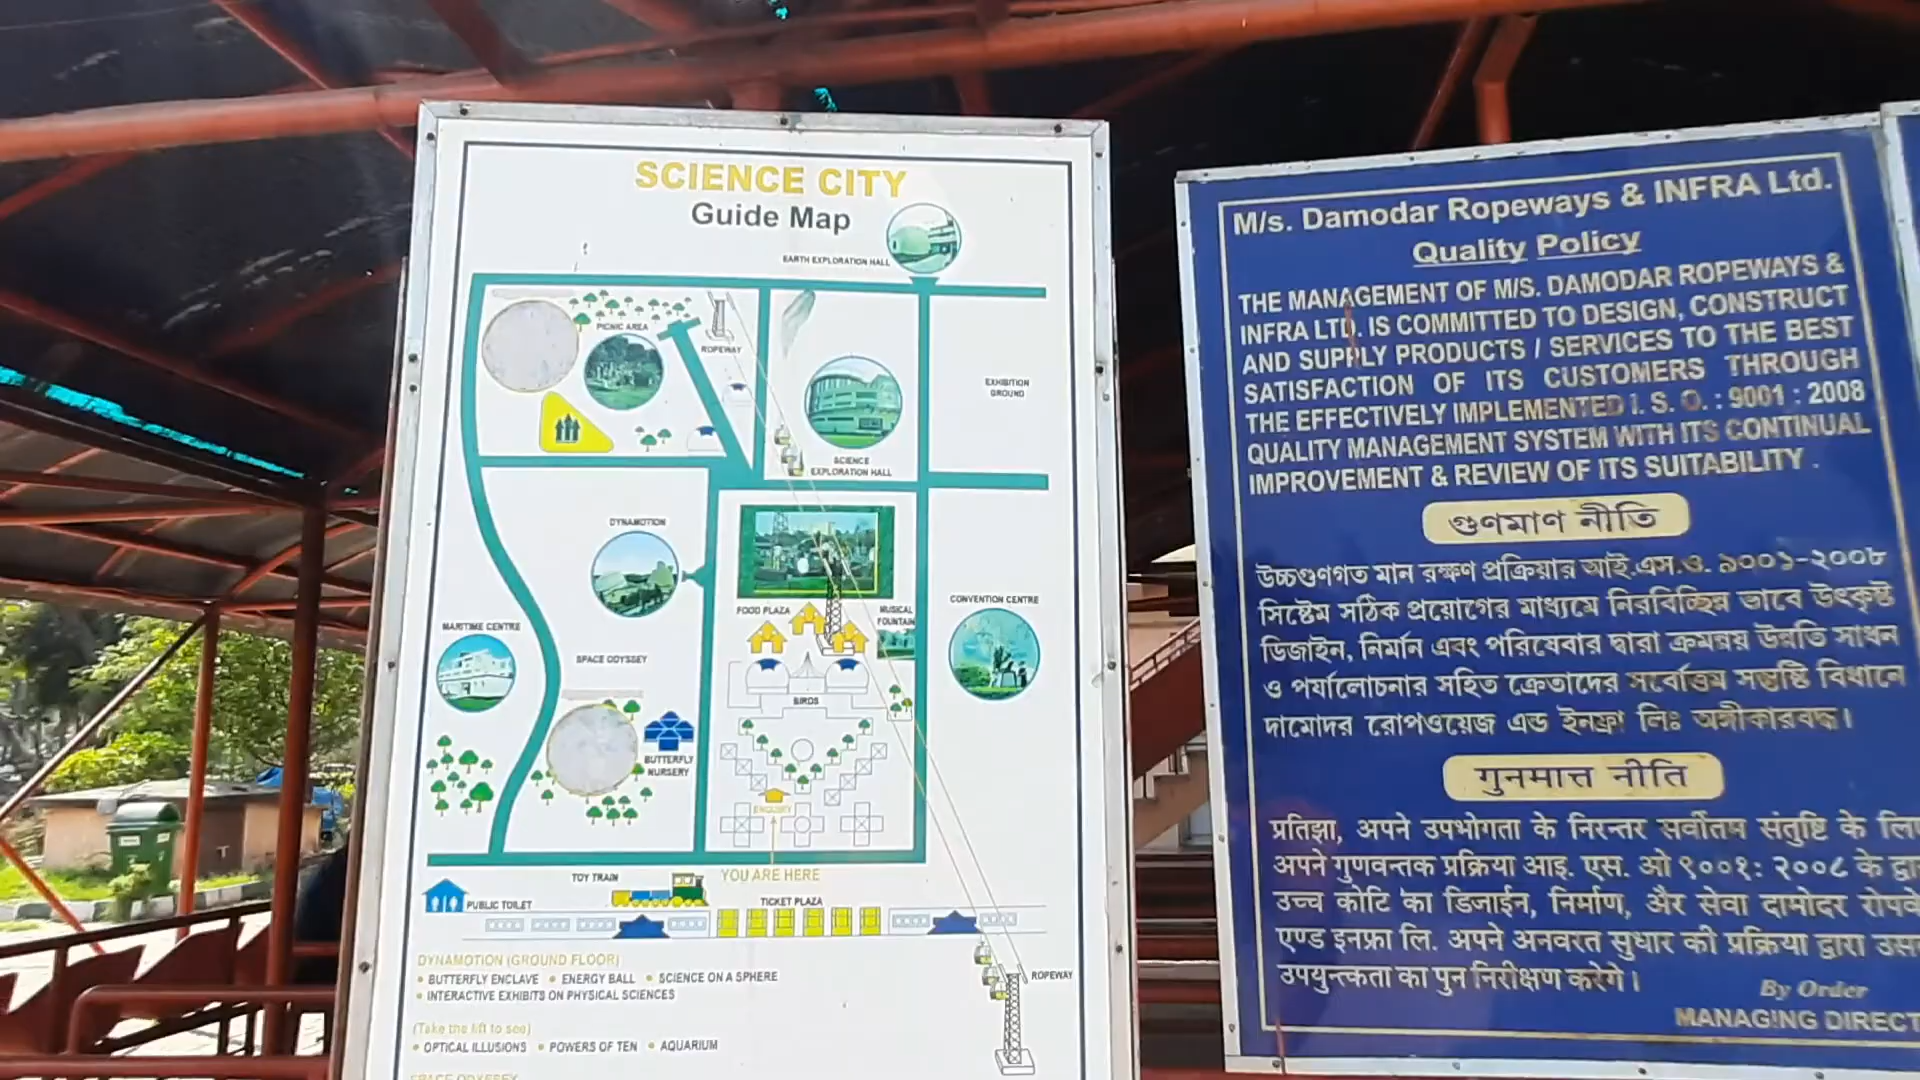 SCIENCE CITY
Guide Map
EARTH EXPLORATION HALL
PICNIC AREA
ROPEWAY
EXHIBITION
GROUND
SCIENCE
EXPLORATION HALL
DYNAMOTION
FOOD PLAZA
MUSICAL
FOUNTAIN
CONVENTION CENTRE
MARITIME CENTRE
SPACE ODYSSEY
BIRDS
BUTTERFLY
NURSERY
ENQUIRY
YOU ARE HERE
TOY TRAIN
PUBLIC TOILET
TICKET PLAZA
ROPEWAY
DYNAMOTION (GROUND FLOOR)
• BUTTERFLY ENCLAVE • ENERGY BALL • SCIENCE ON A SPHERE
• INTERACTIVE EXHIBITS ON PHYSICAL SCIENCES
(Take the lift to see)
• OPTICAL ILLUSIONS • POWERS OF TEN • AQUARIUM
SPACE ODYSSEY
M/s. Damodar Ropeways & INFRA Ltd.
Quality Policy
THE MANAGEMENT OF M/S. DAMODAR ROPEWAYS &
INFRA LTD. IS COMMITTED TO DESIGN, CONSTRUCT
AND SUPPLY PRODUCTS / SERVICES TO THE BEST
SATISFACTION OF ITS CUSTOMERS THROUGH
THE EFFECTIVELY IMPLEMENTED I. S. O. : 9001 : 2008
QUALITY MANAGEMENT SYSTEM WITH ITS CONTINUAL
IMPROVEMENT & REVIEW OF ITS SUITABILITY .
গুণমাণ নীতি
উচ্চগুণগত মান রক্ষণ প্রক্রিয়ার আই.এস.ও. ৯০০১-২০০৮
সিষ্টেম সঠিক প্রয়োগের মাধ্যমে নিরবিচ্ছিন্ন ভাবে উৎকৃষ্ট
ডিজাইন, নির্মান এবং পরিষেবার দ্বারা ক্রমান্বয় উন্নতি সাধন
ও পর্যালোচনার সহিত ক্রেতাদের সর্বোত্তম সন্তুষ্টি বিধানে
দামোদর রোপওয়েজ এন্ড ইনফ্রা লিঃ অঙ্গীকারবদ্ধ।
गुनमात्त नीति
प्रतिझा, अपने उपभोगता के निरन्तर सर्वोतम संतुष्टि के लिए
अपने गुणवन्तक प्रक्रिया आइ. एस. ओ ९००१: २००८ के द्वा
उच्च कोटि का डिजाईन, निर्माण, और सेवा दामोदर रोपवे
एण्ड इनफ्रा लि. अपने अनवरत सुधार की प्रक्रिया द्वारा उस
उपयुन्त्कता का पुन निरीक्षण करेगे।
By Order
MANAGING DIRECT